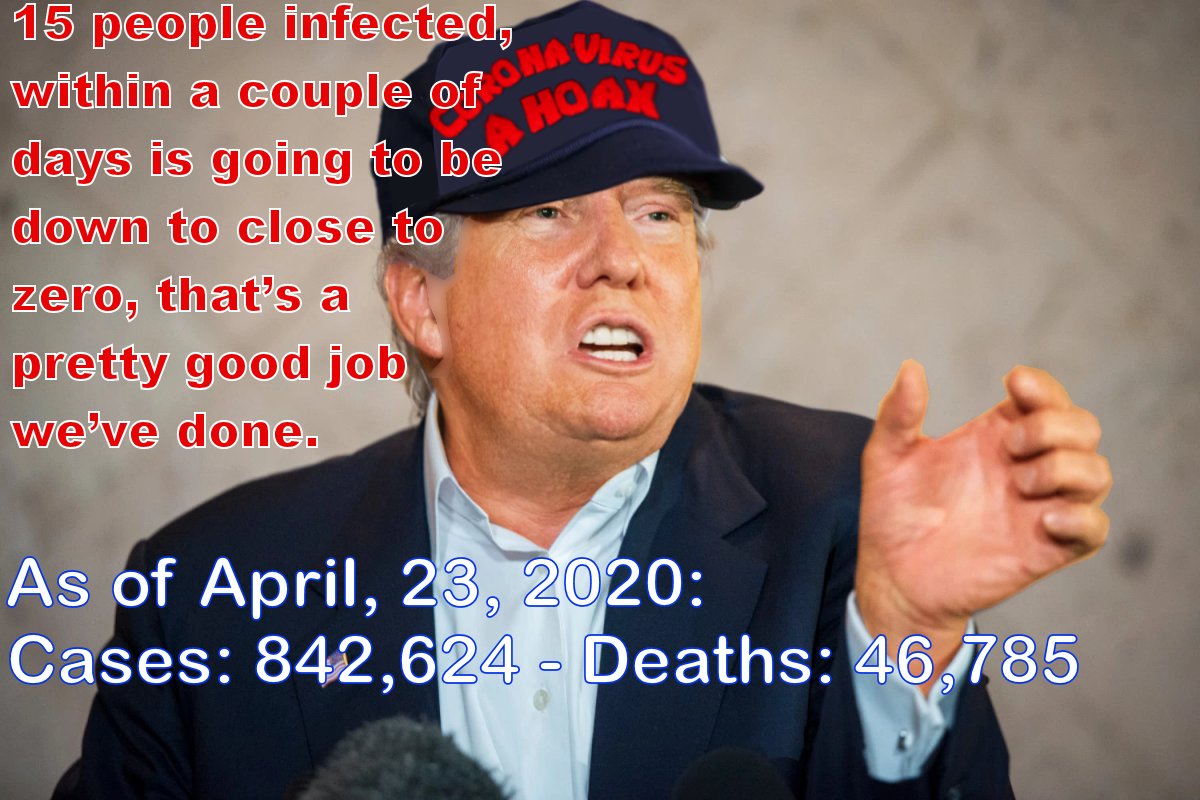 15 people infected,
within a couple of
days is going to be
down to close to
zero, that’s a
pretty good job
we’ve done.
CORONA VIRUS
A HOAX
As of April, 23, 2020:
Cases: 842,624 - Deaths: 46,785